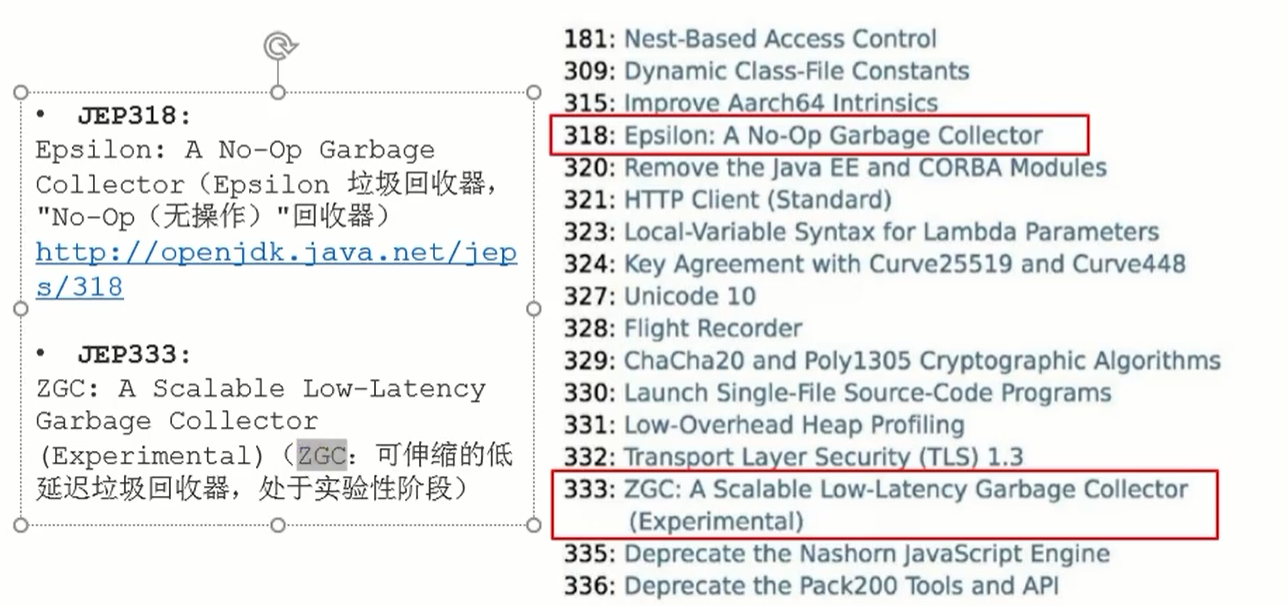 • JEP318:
Epsilon: A No-Op Garbage
Collector（Epsilon 垃圾回收器，
"No-Op（无操作）"回收器）
http://openjdk.java.net/jep
s/318
• JEP333:
ZGC: A Scalable Low-Latency
Garbage Collector
(Experimental)（ZGC：可伸缩的低
延迟垃圾回收器，处于实验性阶段）
181: Nest-Based Access Control
309: Dynamic Class-File Constants
315: Improve Aarch64 Intrinsics
318: Epsilon: A No-Op Garbage Collector
320: Remove the Java EE and CORBA Modules
321: HTTP Client (Standard)
323: Local-Variable Syntax for Lambda Parameters
324: Key Agreement with Curve25519 and Curve448
327: Unicode 10
328: Flight Recorder
329: ChaCha20 and Poly1305 Cryptographic Algorithms
330: Launch Single-File Source-Code Programs
331: Low-Overhead Heap Profiling
332: Transport Layer Security (TLS) 1.3
333: ZGC: A Scalable Low-Latency Garbage Collector
(Experimental)
335: Deprecate the Nashorn JavaScript Engine
336: Deprecate the Pack200 Tools and API